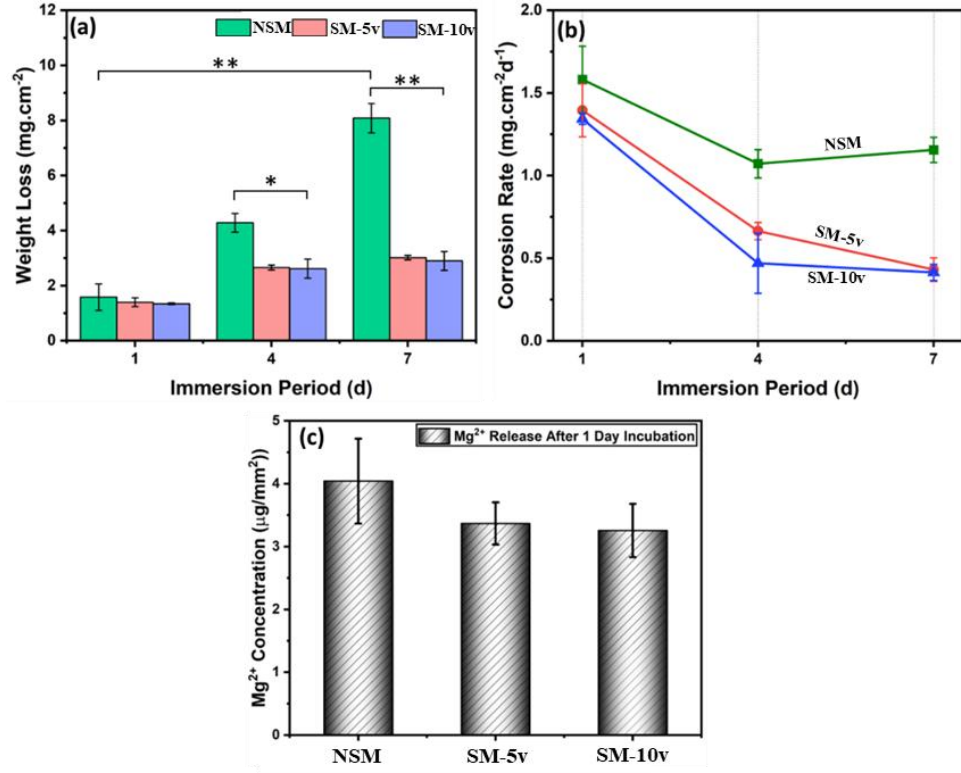 (a)
NSM SM-5v SM-10v
**
**
*
12
10
8
6
4
2
0
Weight Loss (mg.cm⁻²)
1 4 7
Immersion Period (d)
(b)
2.0
1.5
1.0
0.5
0.0
Corrosion Rate (mg.cm⁻²d⁻¹)
NSM
SM-5v
SM-10v
1 4 7
Immersion Period (d)
(c)
Mg²⁺ Release After 1 Day Incubation
5
4
3
2
1
0
Mg²⁺ Concentration (μg/mm²))
NSM SM-5v SM-10v